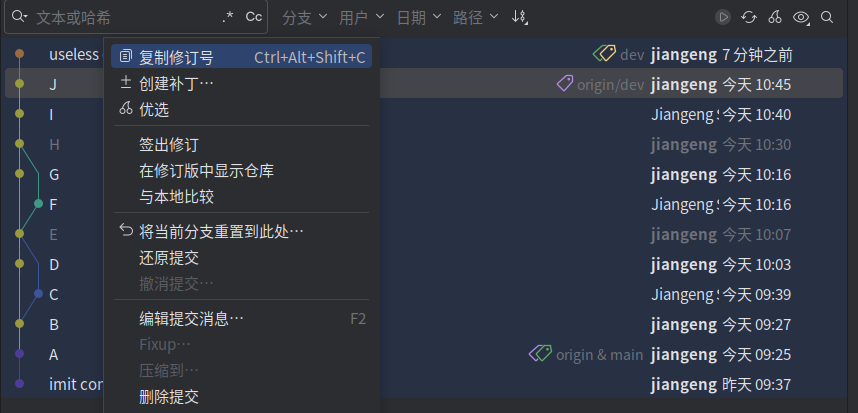 文本或哈希 .* Cc 分支 用户 日期 路径
useless dev jiangeng 7 分钟之前
复制修订号 Ctrl+Alt+Shift+C
J origin/dev jiangeng 今天 10:45
创建补丁…
I Jiangeng 今天 10:40
优选
H jiangeng 今天 10:30
签出修订
G jiangeng 今天 10:16
在修订版中显示仓库
F Jiangeng 今天 10:16
与本地比较
E jiangeng 今天 10:07
将当前分支重置到此处…
D jiangeng 今天 10:03
还原提交
撤消提交…
C Jiangeng 今天 09:39
B jiangeng 今天 09:27
编辑提交消息… F2
Fixup…
A origin & main jiangeng 今天 09:25
压缩到…
imit con jiangeng 昨天 09:37
删除提交